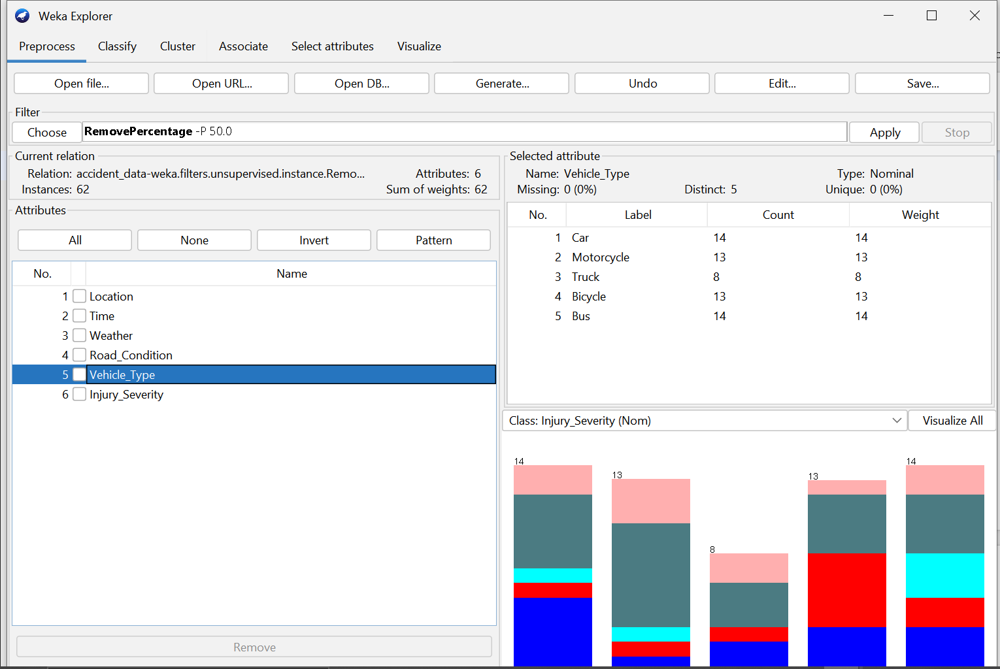 Weka Explorer
Preprocess Classify Cluster Associate Select attributes Visualize
Open file... Open URL... Open DB... Generate... Undo Edit... Save...
Filter
Choose RemovePercentage -P 50.0 Apply Stop
Current relation
Relation: accident_data-weka.filters.unsupervised.instance.Remo... Attributes: 6
Instances: 62 Sum of weights: 62
Attributes
All None Invert Pattern
No. Name
1 Location
2 Time
3 Weather
4 Road_Condition
5 Vehicle_Type
6 Injury_Severity
Remove
Selected attribute
Name: Vehicle_Type Type: Nominal
Missing: 0 (0%) Distinct: 5 Unique: 0 (0%)
No. Label Count Weight
1 Car 14 14
2 Motorcycle 13 13
3 Truck 8 8
4 Bicycle 13 13
5 Bus 14 14
Class: Injury_Severity (Nom) Visualize All
14 13 8 13 14